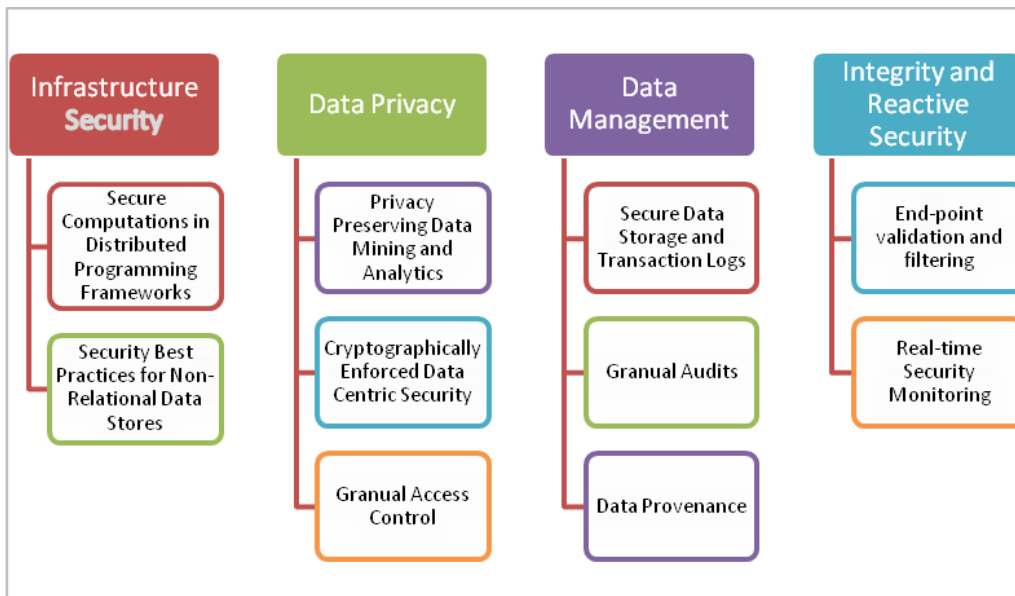 Infrastructure
Security
Secure
Computations in
Distributed
Programming
Frameworks
Security Best
Practices for Non-
Relational Data
Stores
Data Privacy
Privacy
Preserving Data
Mining and
Analytics
Cryptographically
Enforced Data
Centric Security
Granual Access
Control
Data
Management
Secure Data
Storage and
Transaction Logs
Granual Audits
Data Provenance
Integrity and
Reactive
Security
End-point
validation and
filtering
Real-time
Security
Monitoring